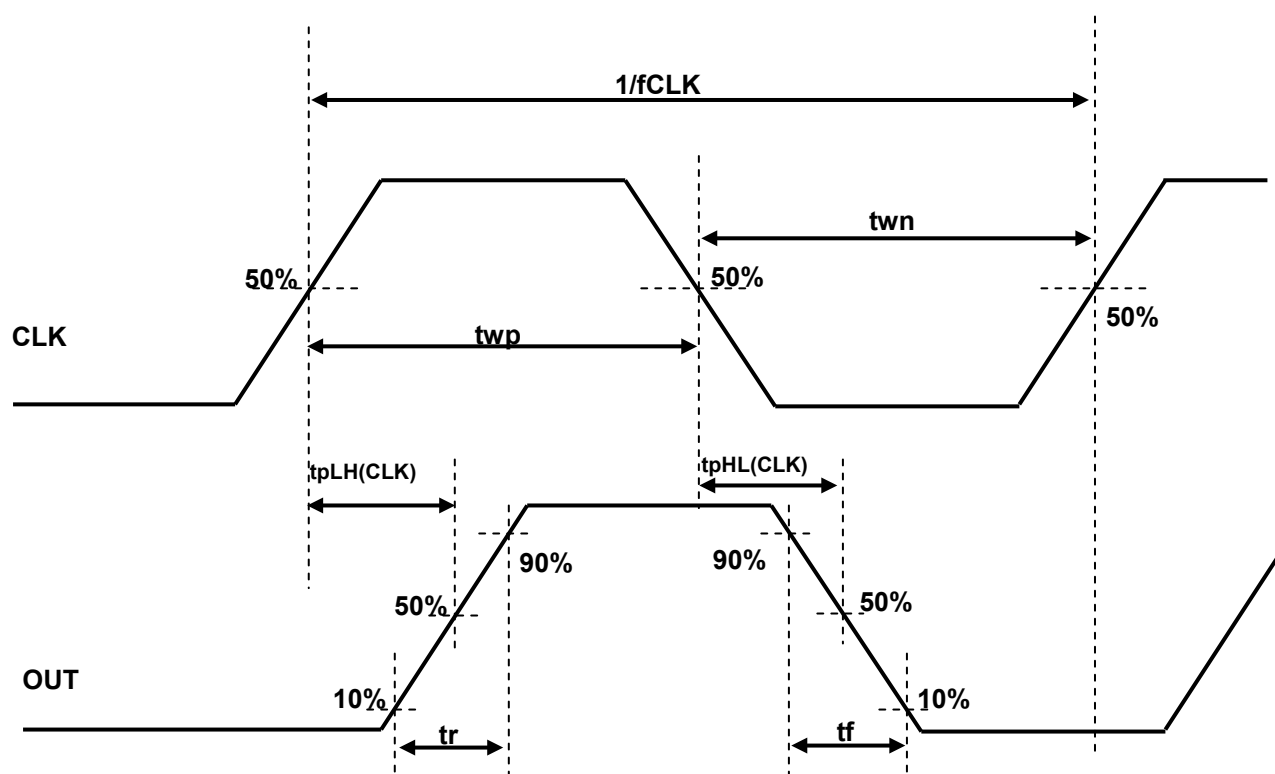 1/fCLK
twn
50%
50%
50%
CLK
twp
tpLH(CLK)
tpHL(CLK)
90%
90%
50%
50%
OUT
10%
10%
tr
tf